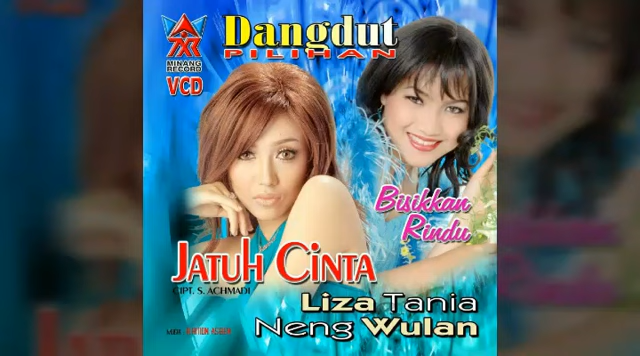 MINANG
RECORD
VCD
Dangdut
PILIHAN
Bisikkan
Rindu
JATUH CINTA
CIPT. S. ACHMADI
Liza Tania
Neng Wulan